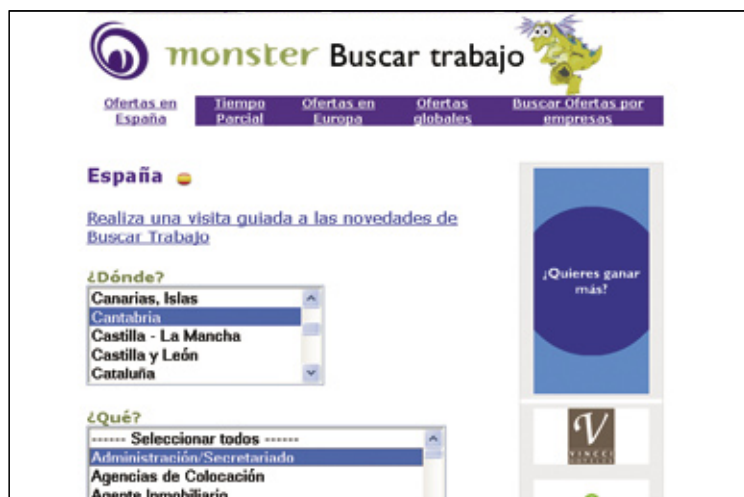 monster Buscar trabajo
Ofertas en España
Tiempo Parcial
Ofertas en Europa
Ofertas globales
Buscar Ofertas por empresas
España
Realiza una visita guiada a las novedades de
Buscar Trabajo
¿Dónde?
Canarias, Islas
Cantabria
Castilla - La Mancha
Castilla y León
Cataluña
¿Qué?
------ Seleccionar todos ------
Administración/Secretariado
Agencias de Colocación
Agente Inmobiliario
¿Quieres ganar
más?
V
VINCCI
HOTELES